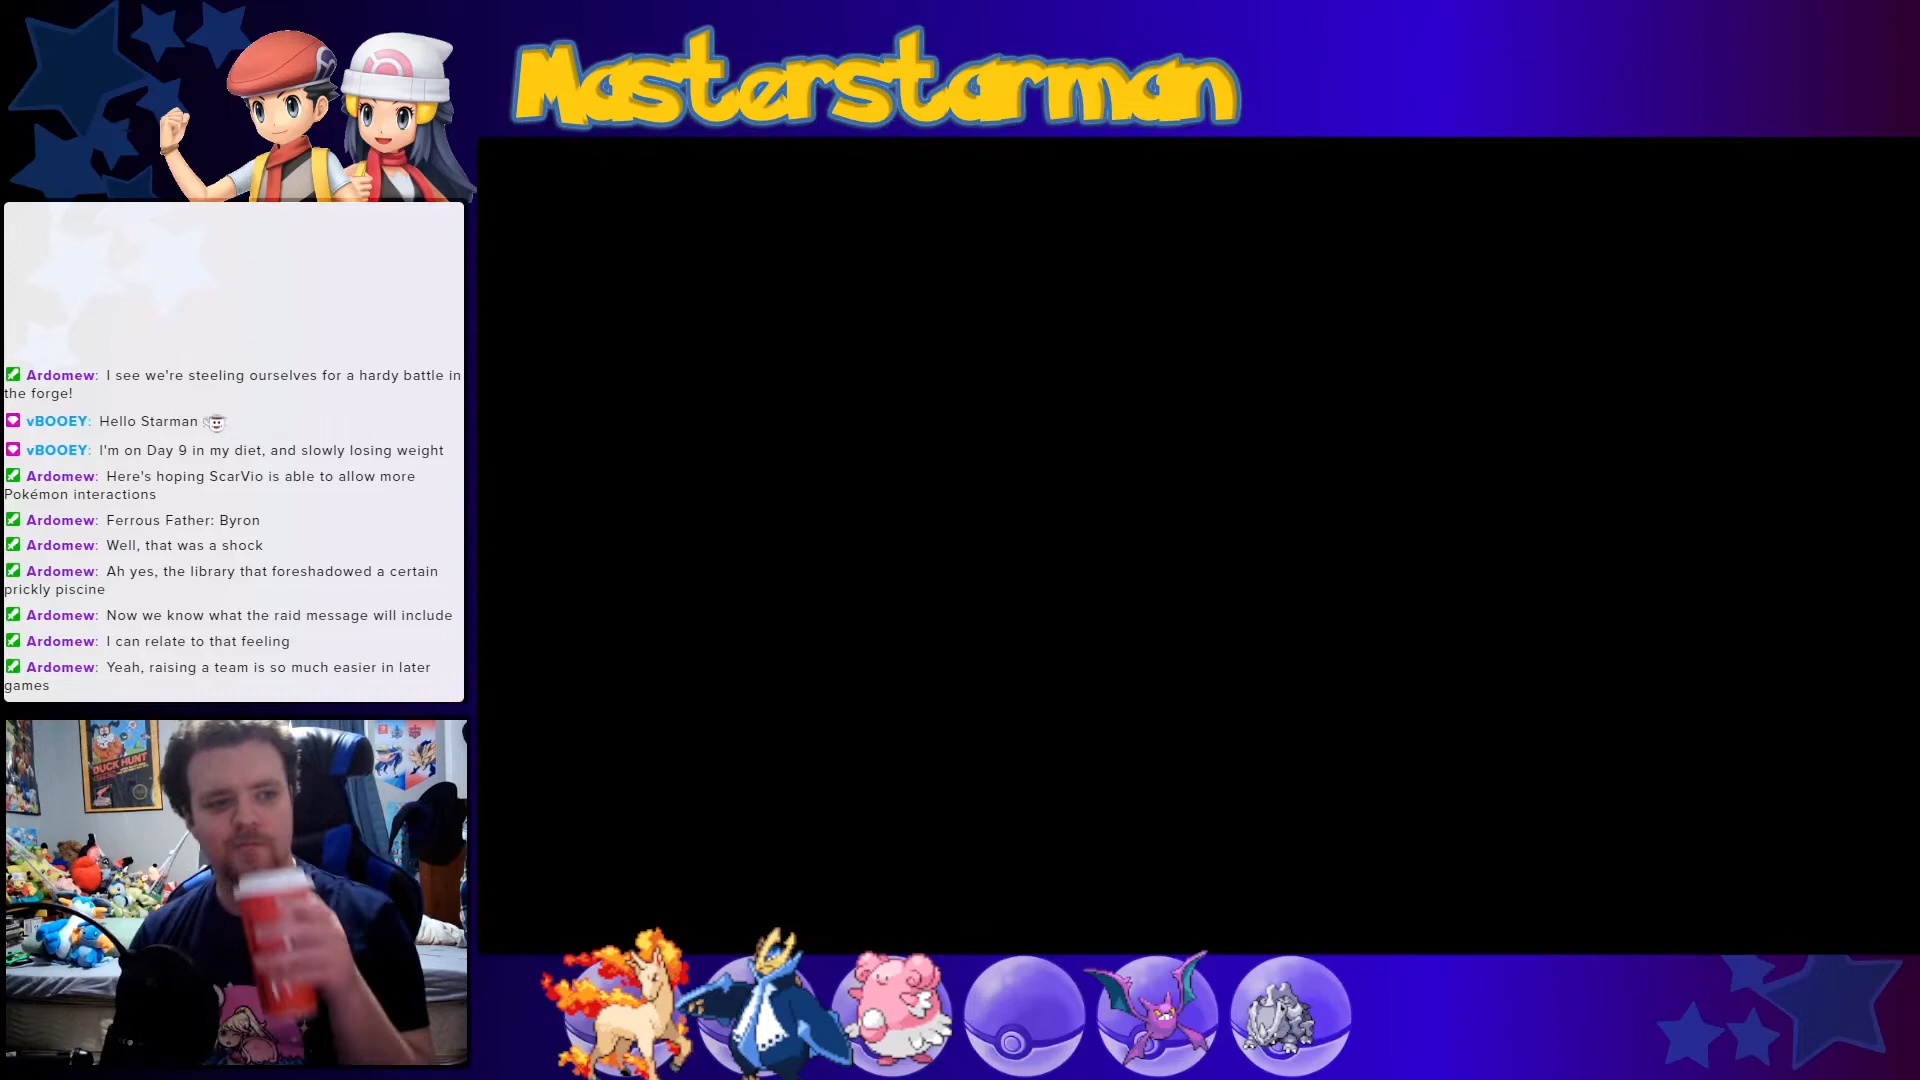 Masterstarman
Ardomew: I see we're steeling ourselves for a hardy battle in
the forge!
vBOOEY: Hello Starman
vBOOEY: I'm on Day 9 in my diet, and slowly losing weight
Ardomew: Here's hoping ScarVio is able to allow more
Pokémon interactions
Ardomew: Ferrous Father: Byron
Ardomew: Well, that was a shock
Ardomew: Ah yes, the library that foreshadowed a certain
prickly piscine
Ardomew: Now we know what the raid message will include
Ardomew: I can relate to that feeling
Ardomew: Yeah, raising a team is so much easier in later
games
DUCK HUNT